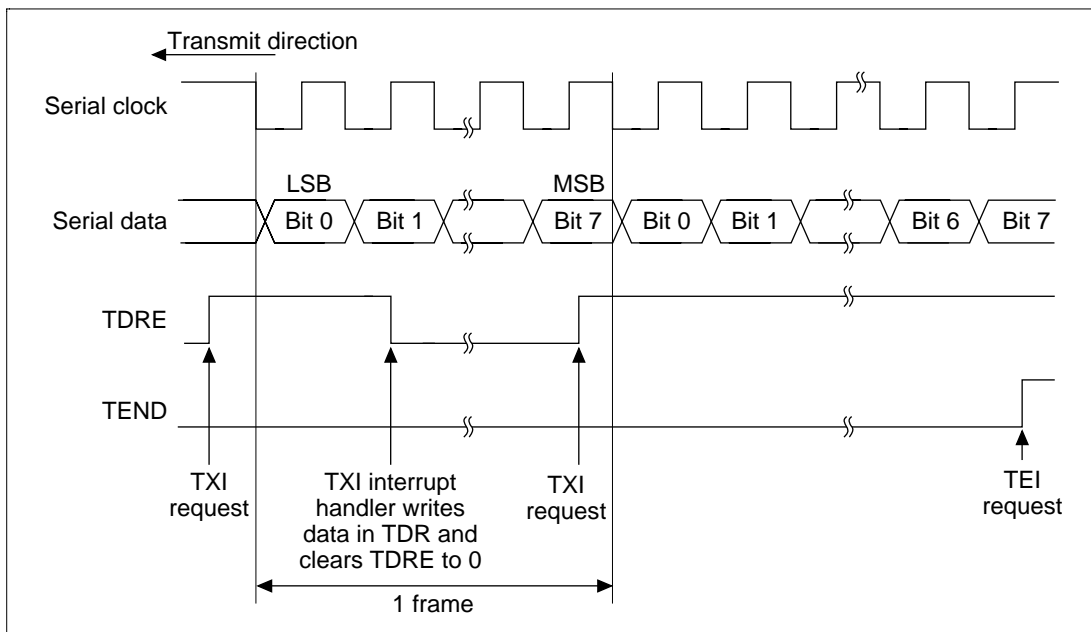 Transmit direction
Serial clock
LSB
MSB
Serial data
Bit 0
Bit 1
Bit 7
Bit 0
Bit 1
Bit 6
Bit 7
TDRE
TEND
TXI
request
TXI interrupt
handler writes
data in TDR and
clears TDRE to 0
TXI
request
TEI
request
1 frame